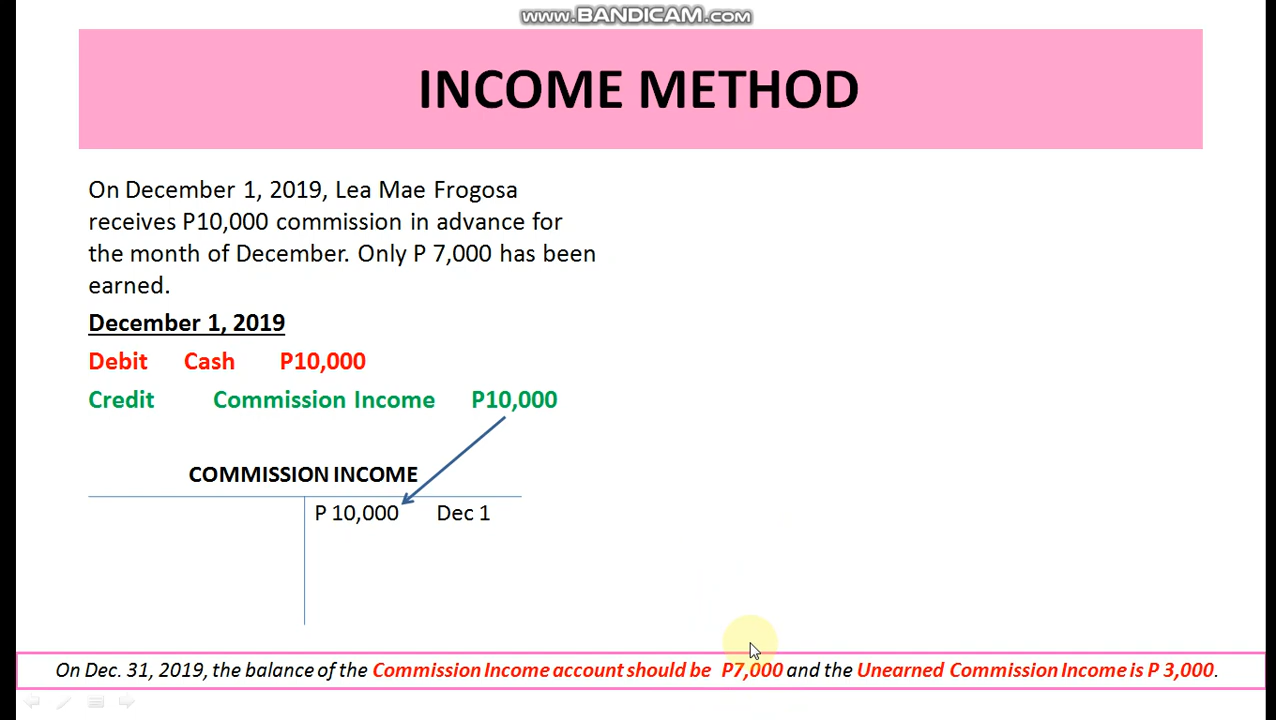 www.BANDICAM.com
INCOME METHOD
On December 1, 2019, Lea Mae Frogosa
receives P10,000 commission in advance for
the month of December. Only P 7,000 has been
earned.
December 1, 2019
Debit Cash P10,000
Credit Commission Income P10,000
COMMISSION INCOME
P 10,000 Dec 1
On Dec. 31, 2019, the balance of the Commission Income account should be P7,000 and the Unearned Commission Income is P 3,000.